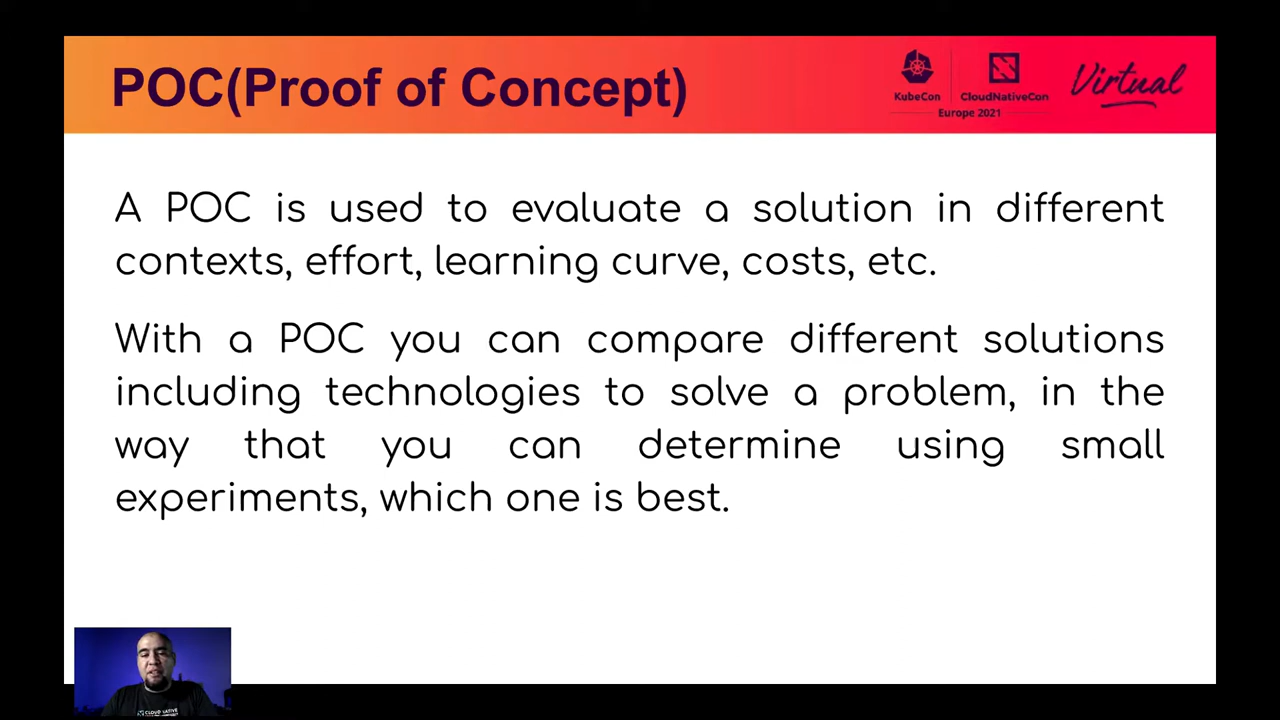 POC(Proof of Concept)
KubeCon
CloudNativeCon
Europe 2021
Virtual
A POC is used to evaluate a solution in different
contexts, effort, learning curve, costs, etc.
With a POC you can compare different solutions
including technologies to solve a problem, in the
way that you can determine using small
experiments, which one is best.
CLOUD NATIVE